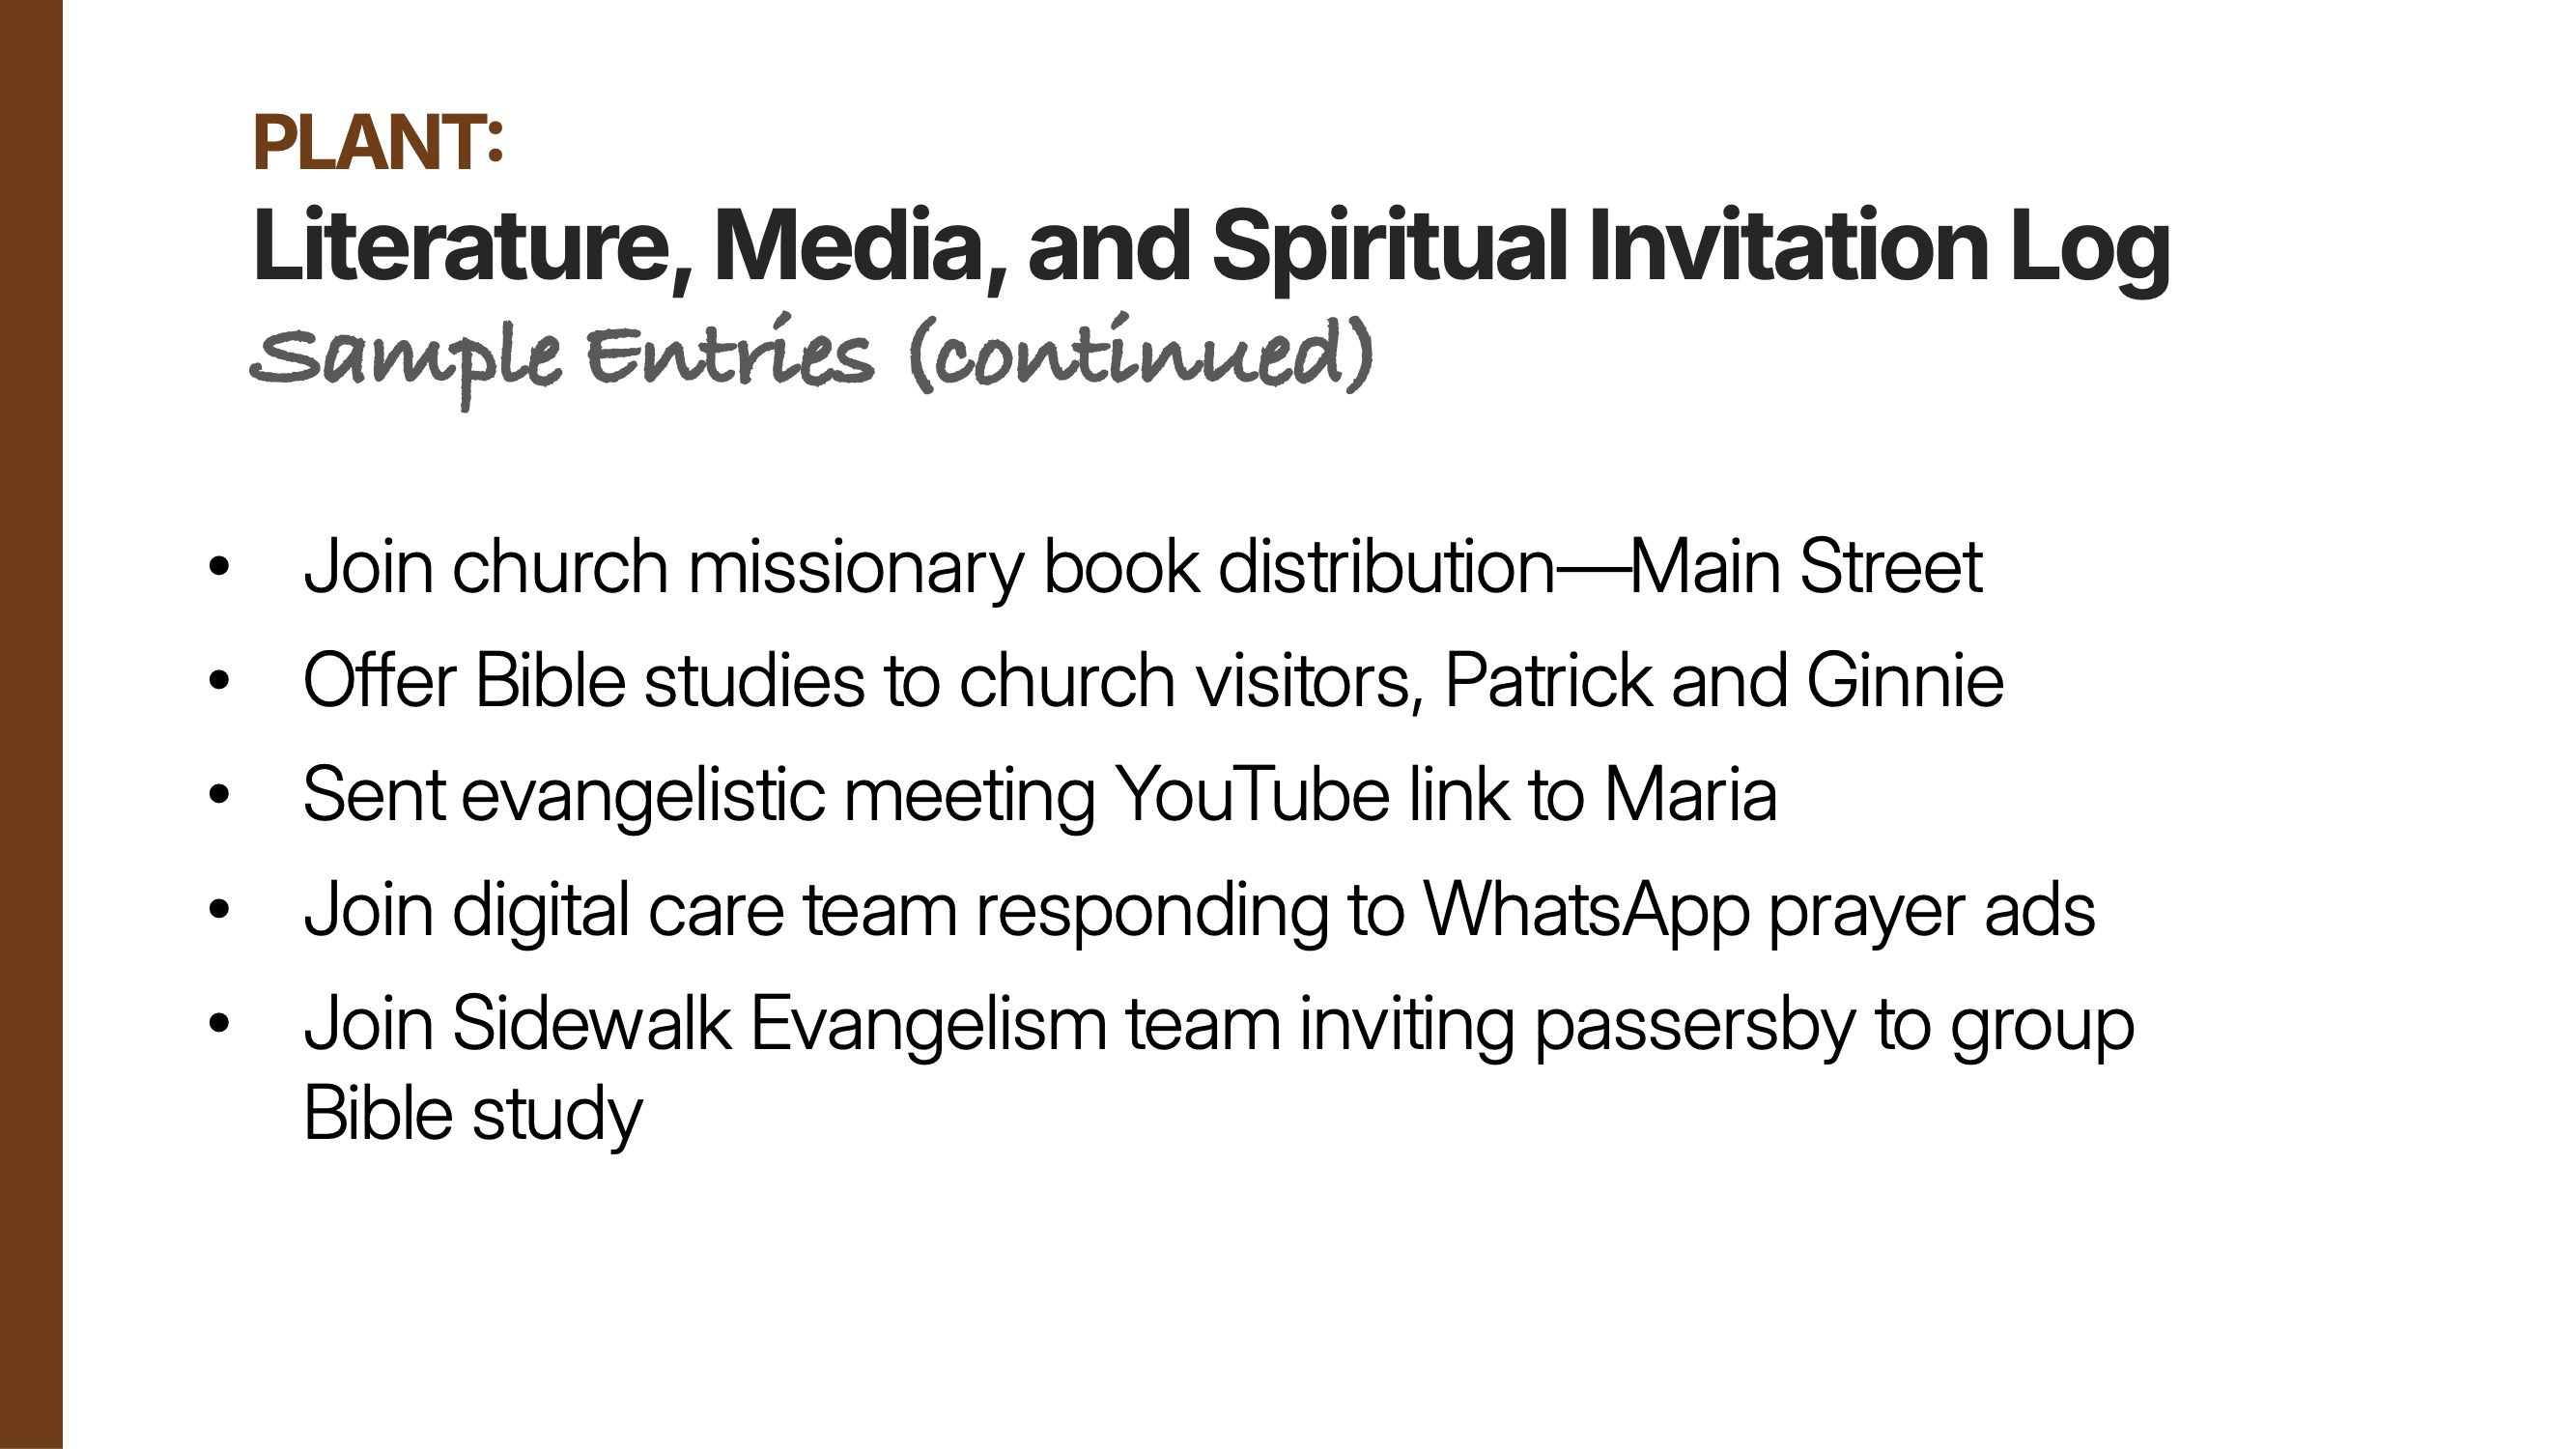 PLANT:
Literature, Media, and Spiritual Invitation Log
Sample Entries (continued)
• Join church missionary book distribution—Main Street
• Offer Bible studies to church visitors, Patrick and Ginnie
• Sent evangelistic meeting YouTube link to Maria
• Join digital care team responding to WhatsApp prayer ads
• Join Sidewalk Evangelism team inviting passersby to group
Bible study